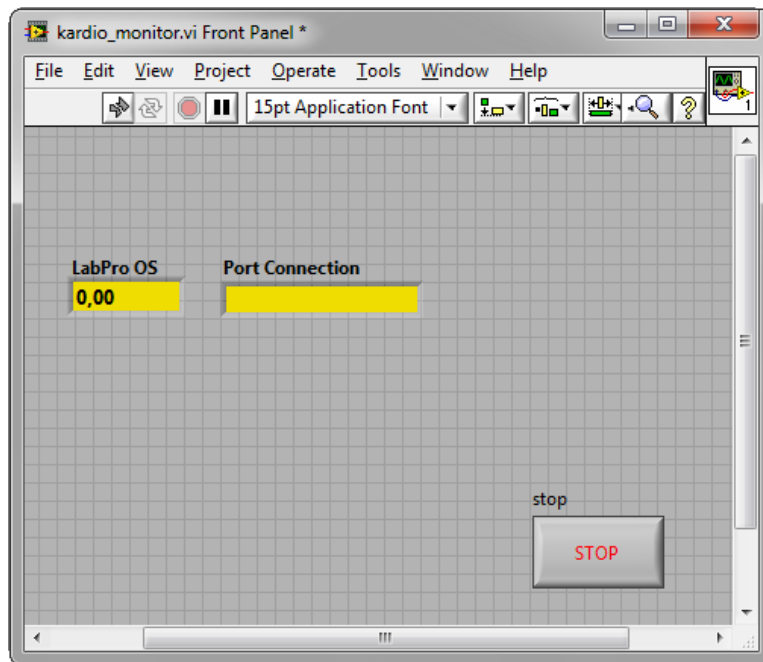 kardio_monitor.vi Front Panel *
File Edit View Project Operate Tools Window Help
15pt Application Font
1
LabPro OS Port Connection
0,00
stop
STOP